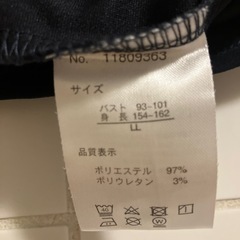 No. 11809363
サイズ
バスト 93-101
身長 154-162
LL
品質表示
ポリエステル 97%
ポリウレタン 3%